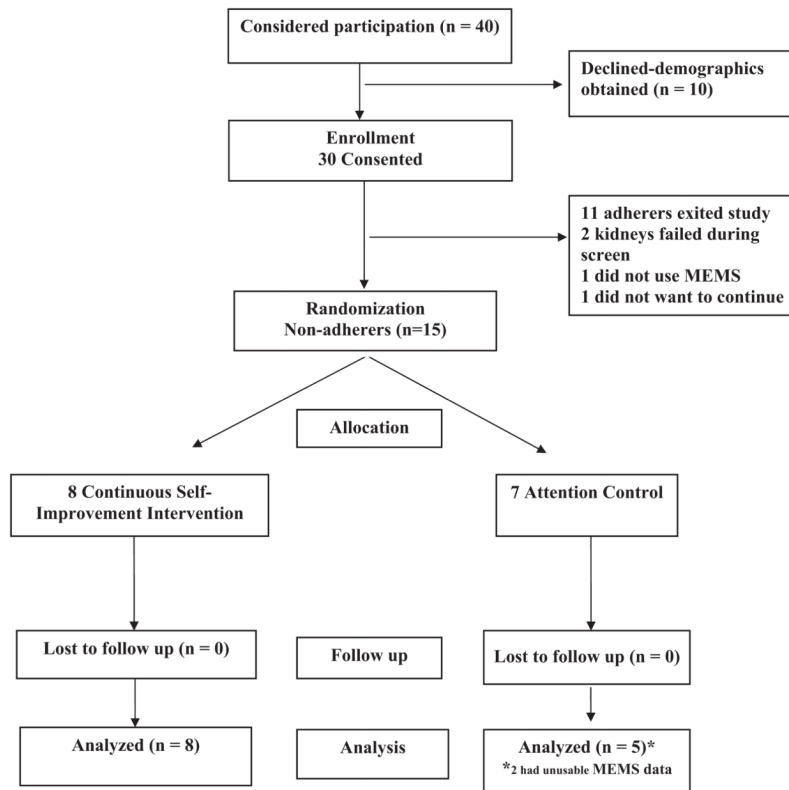 Considered participation (n = 40)
Declined-demographics
obtained (n = 10)
Enrollment
30 Consented
11 adherers exited study
2 kidneys failed during
screen
1 did not use MEMS
1 did not want to continue
Randomization
Non-adherers (n=15)
Allocation
8 Continuous Self-
Improvement Intervention
7 Attention Control
Lost to follow up (n = 0)
Follow up
Lost to follow up (n = 0)
Analyzed (n = 8)
Analysis
Analyzed (n = 5)*
*2 had unusable MEMS data